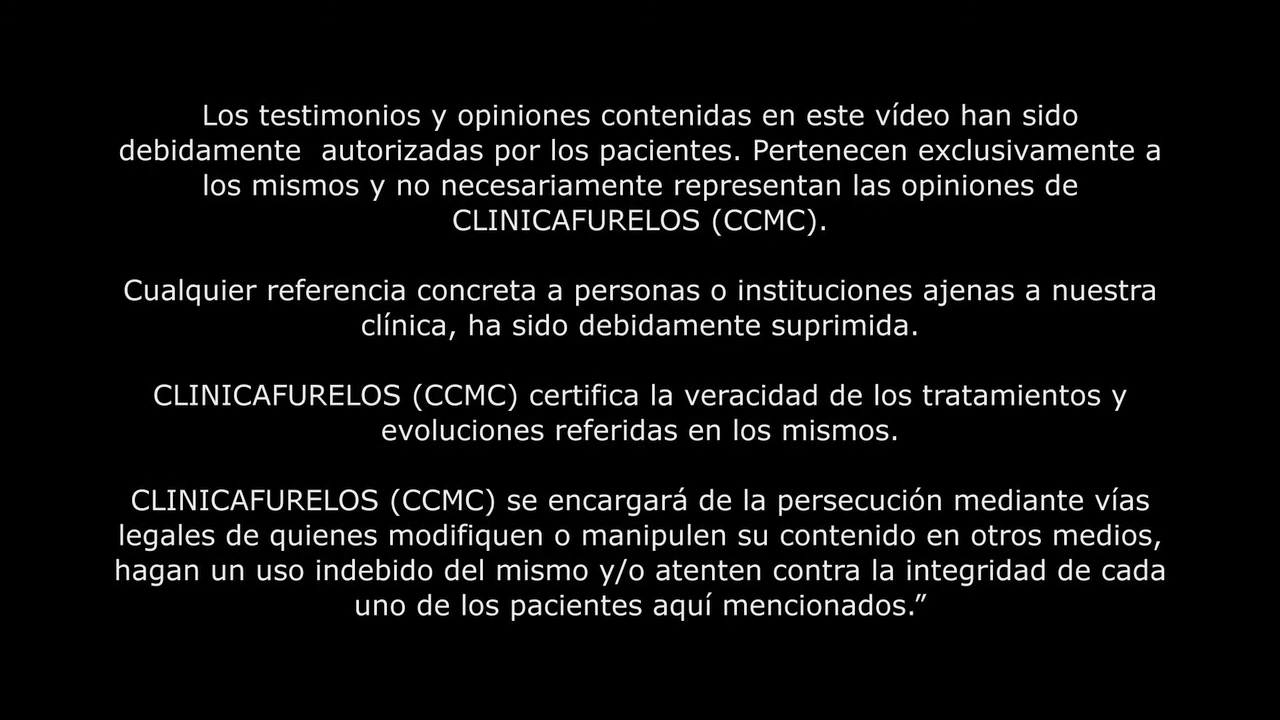 Los testimonios y opiniones contenidas en este vídeo han sido
debidamente  autorizadas por los pacientes. Pertenecen exclusivamente a
los mismos y no necesariamente representan las opiniones de
CLINICAFURELOS (CCMC).
Cualquier referencia concreta a personas o instituciones ajenas a nuestra
clínica, ha sido debidamente suprimida.
CLINICAFURELOS (CCMC) certifica la veracidad de los tratamientos y
evoluciones referidas en los mismos.
CLINICAFURELOS (CCMC) se encargará de la persecución mediante vías
legales de quienes modifiquen o manipulen su contenido en otros medios,
hagan un uso indebido del mismo y/o atenten contra la integridad de cada
uno de los pacientes aquí mencionados.”